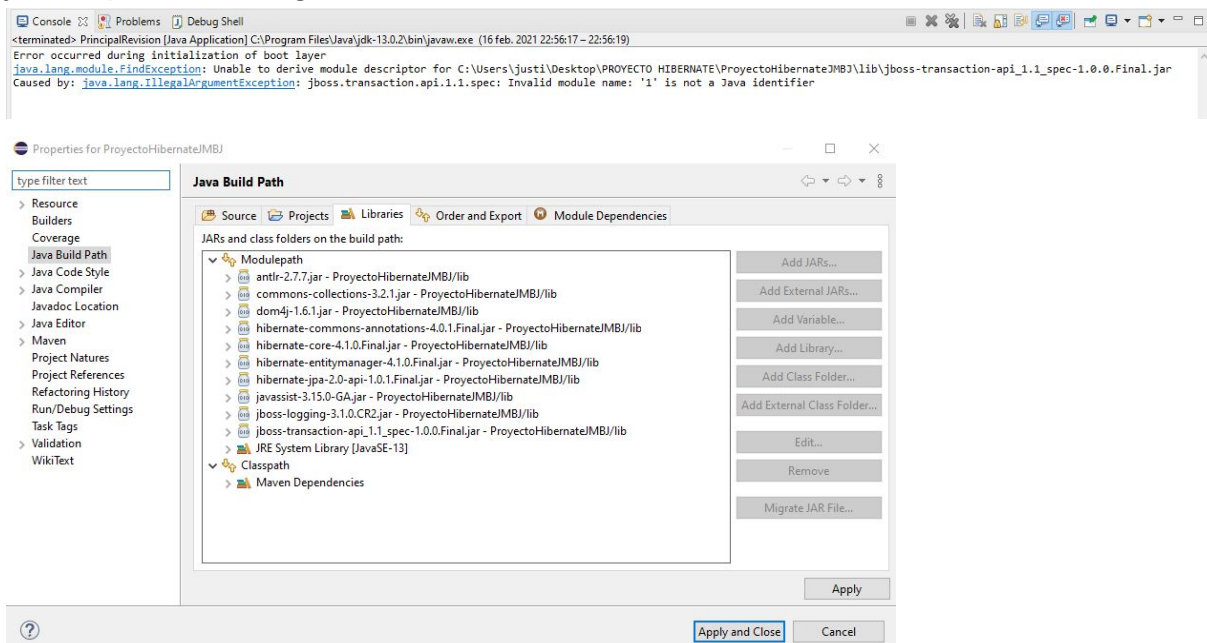 Console Problems Debug Shell
<terminated> PrincipalRevision [Java Application] C:\Program Files\Java\jdk-13.0.2\bin\javaw.exe (16 feb. 2021 22:56:17 – 22:56:19)
Error occurred during initialization of boot layer
java.lang.module.FindException: Unable to derive module descriptor for C:\Users\justi\Desktop\PROYECTO HIBERNATE\ProyectoHibernateJMBJ\lib\jboss-transaction-api_1.1_spec-1.0.0.Final.jar
Caused by: java.lang.IllegalArgumentException: jboss.transaction.api.1.1.spec: Invalid module name: '1' is not a Java identifier
Properties for ProyectoHibernateJMBJ
type filter text
Resource
Builders
Coverage
Java Build Path
Java Code Style
Java Compiler
Javadoc Location
Java Editor
Maven
Project Natures
Project References
Refactoring History
Run/Debug Settings
Task Tags
Validation
WikiText
Java Build Path
Source Projects Libraries Order and Export Module Dependencies
JARs and class folders on the build path:
Modulepath
antlr-2.7.7.jar - ProyectoHibernateJMBJ/lib
commons-collections-3.2.1.jar - ProyectoHibernateJMBJ/lib
dom4j-1.6.1.jar - ProyectoHibernateJMBJ/lib
hibernate-commons-annotations-4.0.1.Final.jar - ProyectoHibernateJMBJ/lib
hibernate-core-4.1.0.Final.jar - ProyectoHibernateJMBJ/lib
hibernate-entitymanager-4.1.0.Final.jar - ProyectoHibernateJMBJ/lib
hibernate-jpa-2.0-api-1.0.1.Final.jar - ProyectoHibernateJMBJ/lib
javassist-3.15.0-GA.jar - ProyectoHibernateJMBJ/lib
jboss-logging-3.1.0.CR2.jar - ProyectoHibernateJMBJ/lib
jboss-transaction-api_1.1_spec-1.0.0.Final.jar - ProyectoHibernateJMBJ/lib
JRE System Library [JavaSE-13]
Classpath
Maven Dependencies
Add JARs...
Add External JARs...
Add Variable...
Add Library...
Add Class Folder...
Add External Class Folder...
Edit...
Remove
Migrate JAR File...
Apply
Apply and Close Cancel